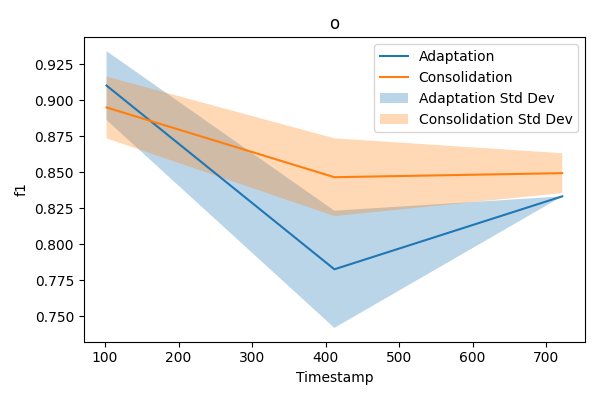 o
Adaptation
Consolidation
Adaptation Std Dev
Consolidation Std Dev
f1
0.925
0.900
0.875
0.850
0.825
0.800
0.775
0.750
100 200 300 400 500 600 700
Timestamp